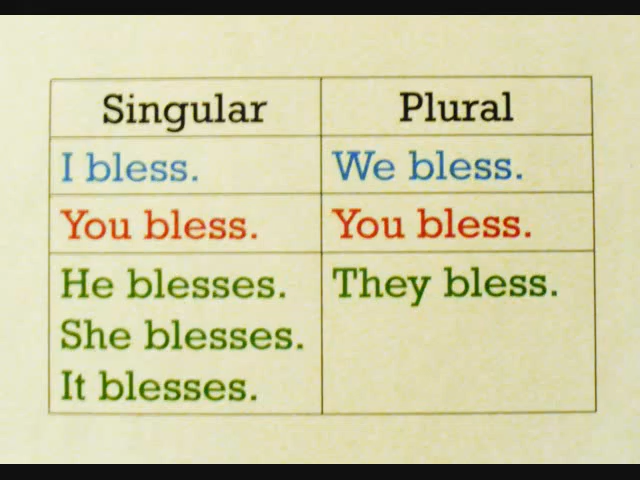 Singular Plural
I bless. We bless.
You bless. You bless.
He blesses. They bless.
She blesses.
It blesses.